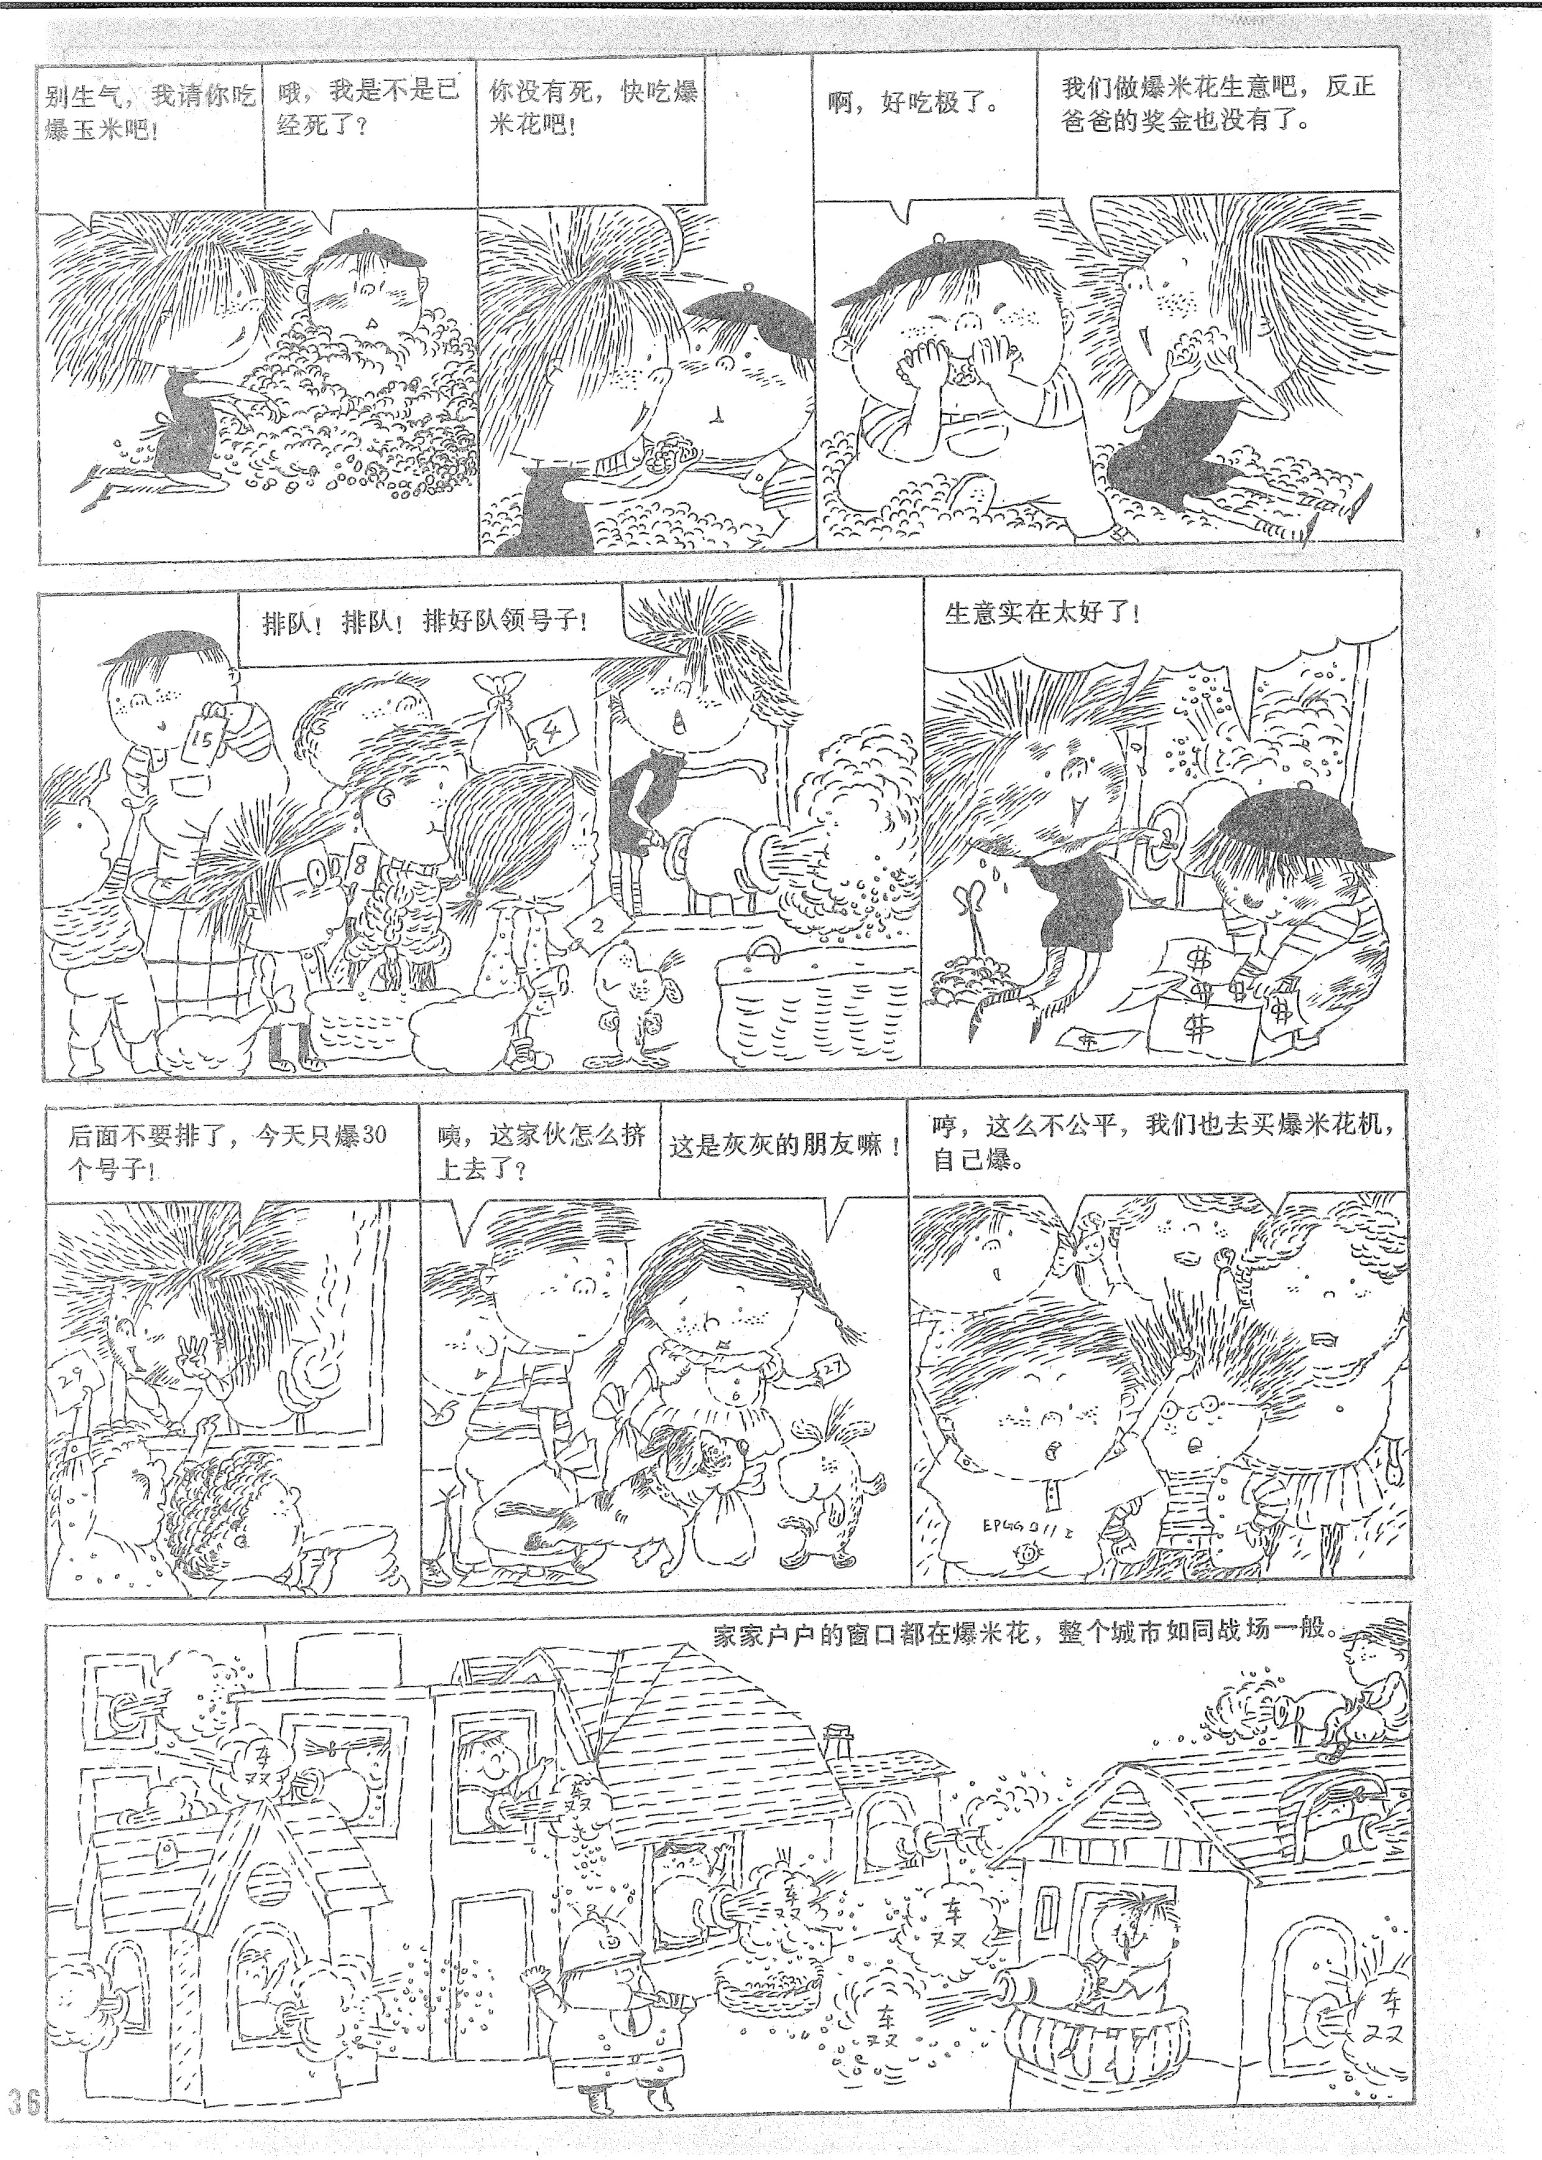 别生气，我请你吃
爆玉米吧！
哦，我是不是已
经死了？
你没有死，快吃爆
米花吧！
啊，好吃极了。
我们做爆米花生意吧，反正
爸爸的奖金也没有了。
排队！排队！排好队领号子！
15
4
8
2
生意实在太好了！
$
$
$
$
$
$
后面不要排了，今天只爆30
个号子！
29
咦，这家伙怎么挤
上去了？
这是灰灰的朋友嘛！
27
哼，这么不公平，我们也去买爆米花机，
自己爆。
家家户户的窗口都在爆米花，整个城市如同战场一般。
轰
轰
轰
轰
轰
轰
36